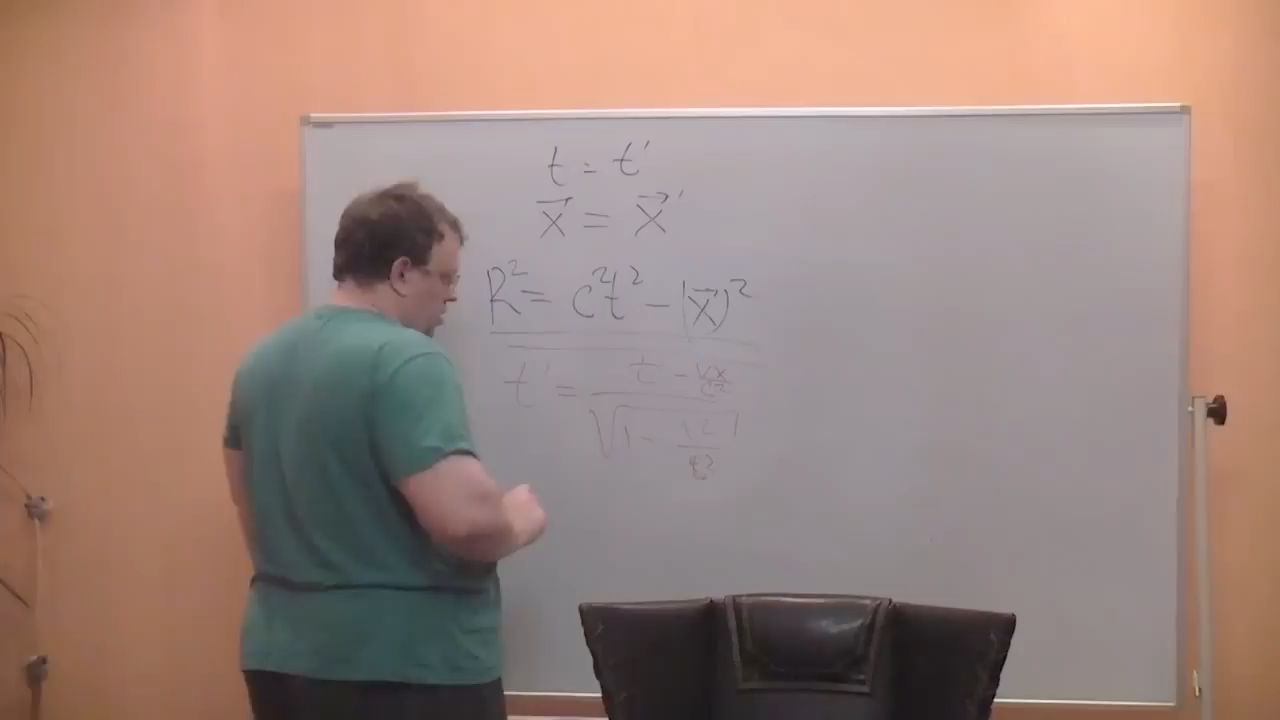 t = t'
x⃗ = x⃗'
R² = c²t² - (x⃗)²
t' = (t - vx/c²) / √(1 - v²/c²)